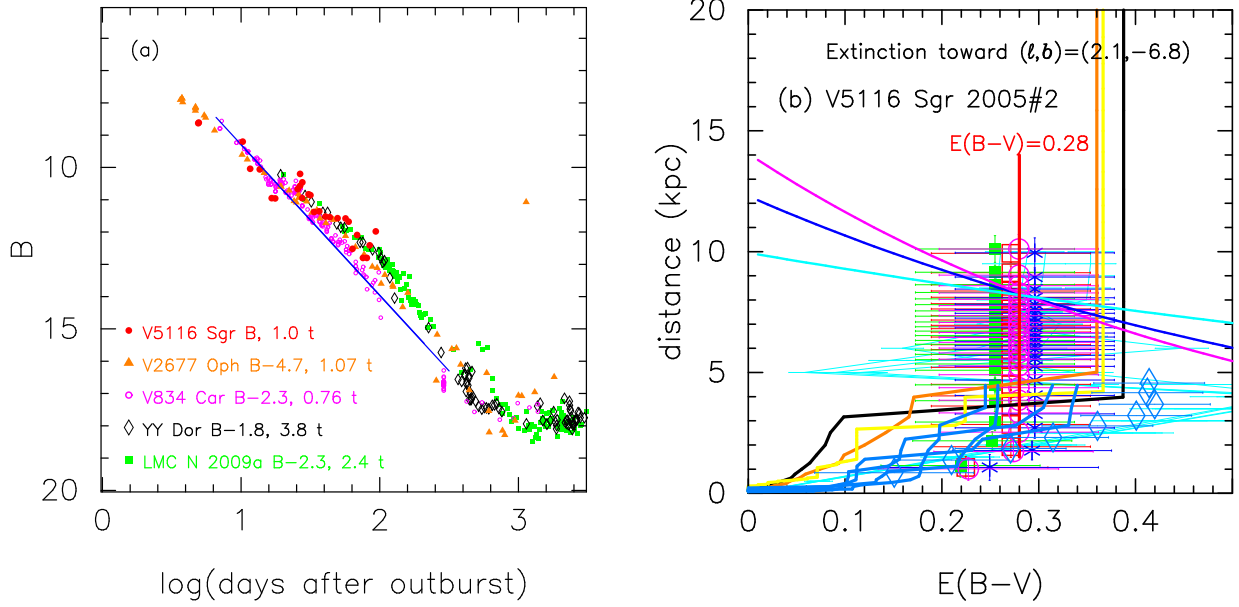 (a)
10
15
20
B
V5116 Sgr B, 1.0 t
V2677 Oph B−4.7, 1.07 t
V834 Car B−2.3, 0.76 t
YY Dor B−1.8, 3.8 t
LMC N 2009a B−2.3, 2.4 t
0 1 2 3
log(days after outburst)
20
15
10
5
0
distance (kpc)
Extinction toward (ℓ,b)=(2.1,−6.8)
(b) V5116 Sgr 2005#2
E(B−V)=0.28
0 0.1 0.2 0.3 0.4
E(B−V)